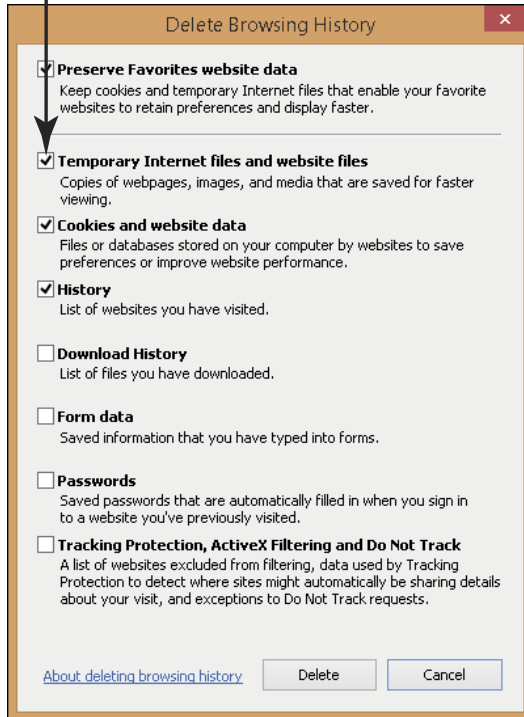 Delete Browsing History
Preserve Favorites website data
Keep cookies and temporary Internet files that enable your favorite
websites to retain preferences and display faster.
Temporary Internet files and website files
Copies of webpages, images, and media that are saved for faster
viewing.
Cookies and website data
Files or databases stored on your computer by websites to save
preferences or improve website performance.
History
List of websites you have visited.
Download History
List of files you have downloaded.
Form data
Saved information that you have typed into forms.
Passwords
Saved passwords that are automatically filled in when you sign in
to a website you've previously visited.
Tracking Protection, ActiveX Filtering and Do Not Track
A list of websites excluded from filtering, data used by Tracking
Protection to detect where sites might automatically be sharing details
about your visit, and exceptions to Do Not Track requests.
About deleting browsing history Delete Cancel